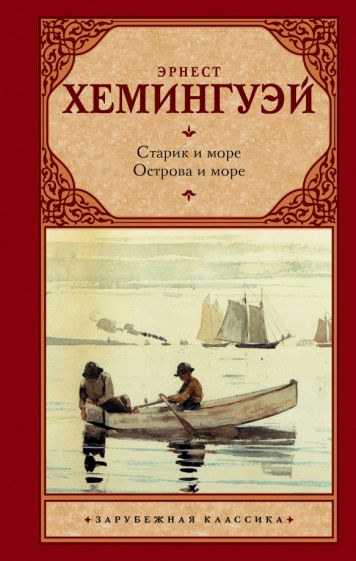 ЭРНЕСТ
ХЕМИНГУЭЙ
Старик и море
Острова и море
ЗАРУБЕЖНАЯ КЛАССИКА